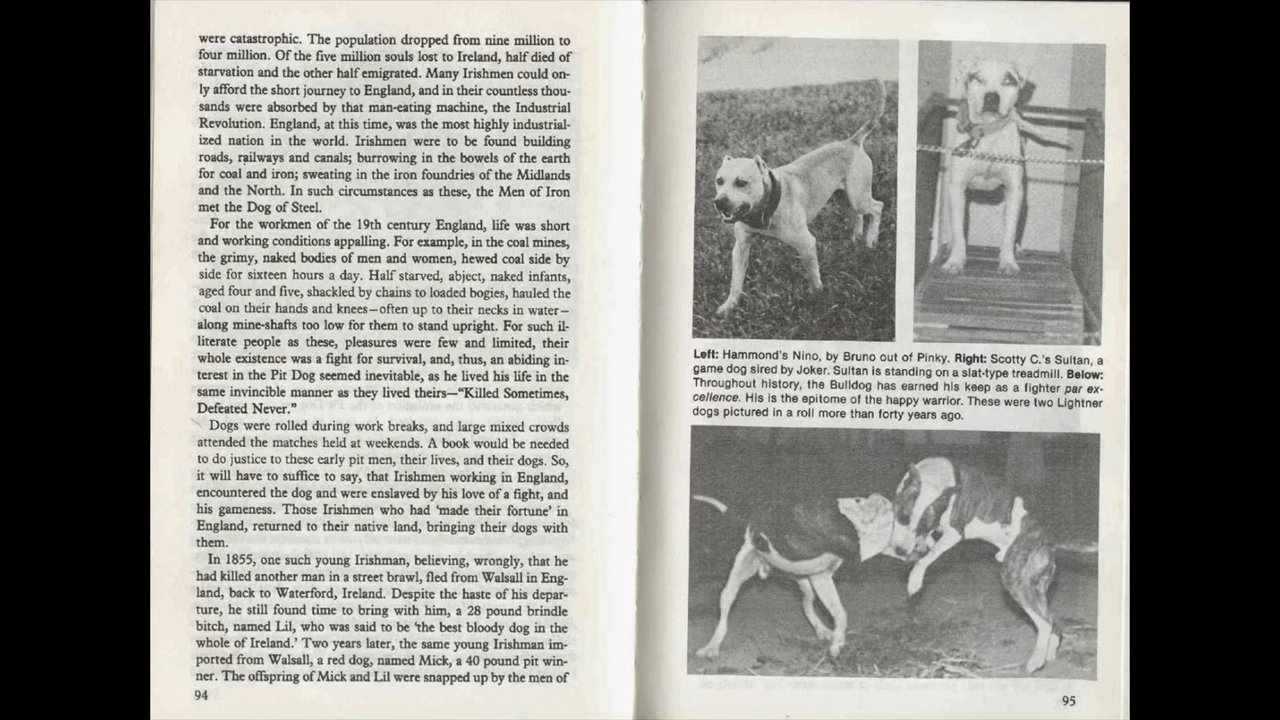 were catastrophic. The population dropped from nine million to
four million. Of the five million souls lost to Ireland, half died of
starvation and the other half emigrated. Many Irishmen could on-
ly afford the short journey to England, and in their countless thou-
sands were absorbed by that man-eating machine, the Industrial
Revolution. England, at this time, was the most highly industrial-
ized nation in the world. Irishmen were to be found building
roads, railways and canals; burrowing in the bowels of the earth
for coal and iron; sweating in the iron foundries of the Midlands
and the North. In such circumstances as these, the Men of Iron
met the Dog of Steel.
For the workmen of the 19th century England, life was short
and working conditions appalling. For example, in the coal mines,
the grimy, naked bodies of men and women, hewed coal side by
side for sixteen hours a day. Half starved, abject, naked infants,
aged four and five, shackled by chains to loaded bogies, hauled the
coal on their hands and knees—often up to their necks in water—
along mine-shafts too low for them to stand upright. For such il-
literate people as these, pleasures were few and limited, their
whole existence was a fight for survival, and, thus, an abiding in-
terest in the Pit Dog seemed inevitable, as he lived his life in the
same invincible manner as they lived theirs—“Killed Sometimes,
Defeated Never.”
Dogs were rolled during work breaks, and large mixed crowds
attended the matches held at weekends. A book would be needed
to do justice to these early pit men, their lives, and their dogs. So,
it will have to suffice to say, that Irishmen working in England,
encountered the dog and were enslaved by his love of a fight, and
his gameness. Those Irishmen who had ‘made their fortune’ in
England, returned to their native land, bringing their dogs with
them.
In 1855, one such young Irishman, believing, wrongly, that he
had killed another man in a street brawl, fled from Walsall in Eng-
land, back to Waterford, Ireland. Despite the haste of his depar-
ture, he still found time to bring with him, a 28 pound brindle
bitch, named Lil, who was said to be ‘the best bloody dog in the
whole of Ireland.’ Two years later, the same young Irishman im-
ported from Walsall, a red dog, named Mick, a 40 pound pit win-
ner. The offspring of Mick and Lil were snapped up by the men of
94
Left: Hammond's Nino, by Bruno out of Pinky. Right: Scotty C.'s Sultan, a
game dog sired by Joker. Sultan is standing on a slat-type treadmill. Below:
Throughout history, the Bulldog has earned his keep as a fighter par ex-
cellence. His is the epitome of the happy warrior. These were two Lightner
dogs pictured in a roll more than forty years ago.
95